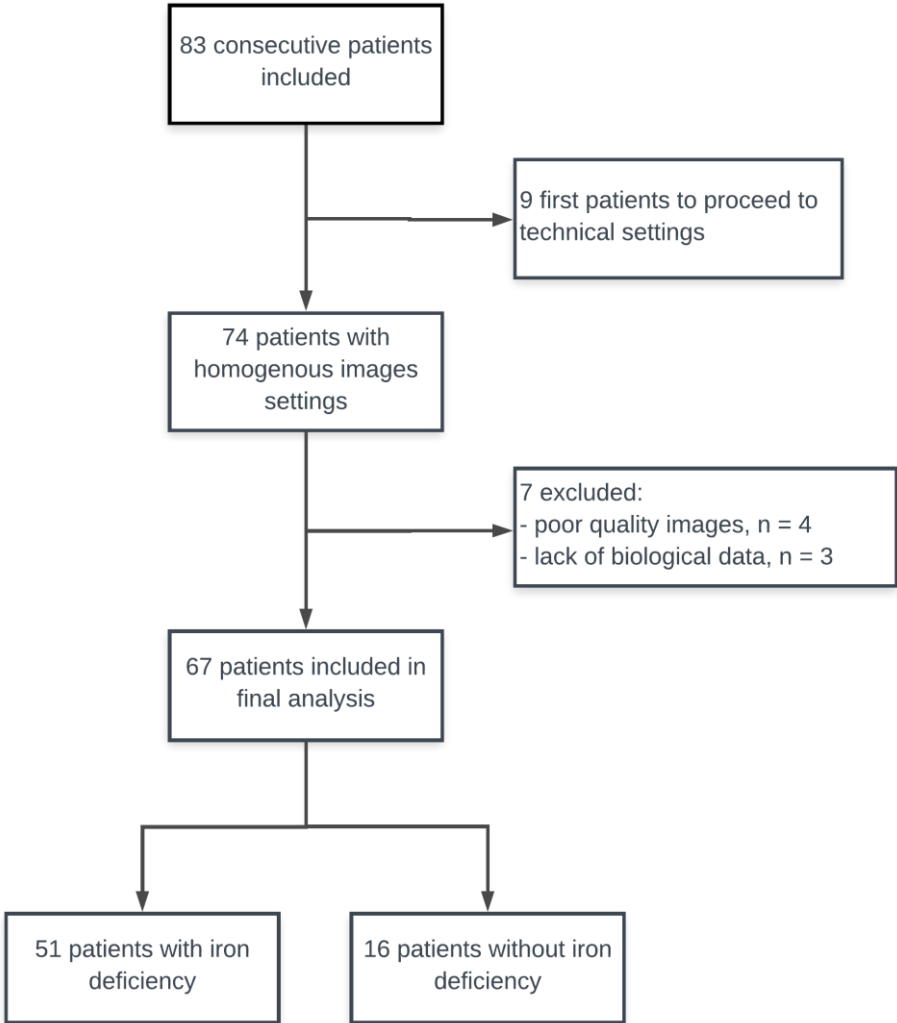 83 consecutive patients
included
9 first patients to proceed to
technical settings
74 patients with
homogenous images
settings
7 excluded:
- poor quality images, n = 4
- lack of biological data, n = 3
67 patients included in
final analysis
51 patients with iron
deficiency
16 patients without iron
deficiency